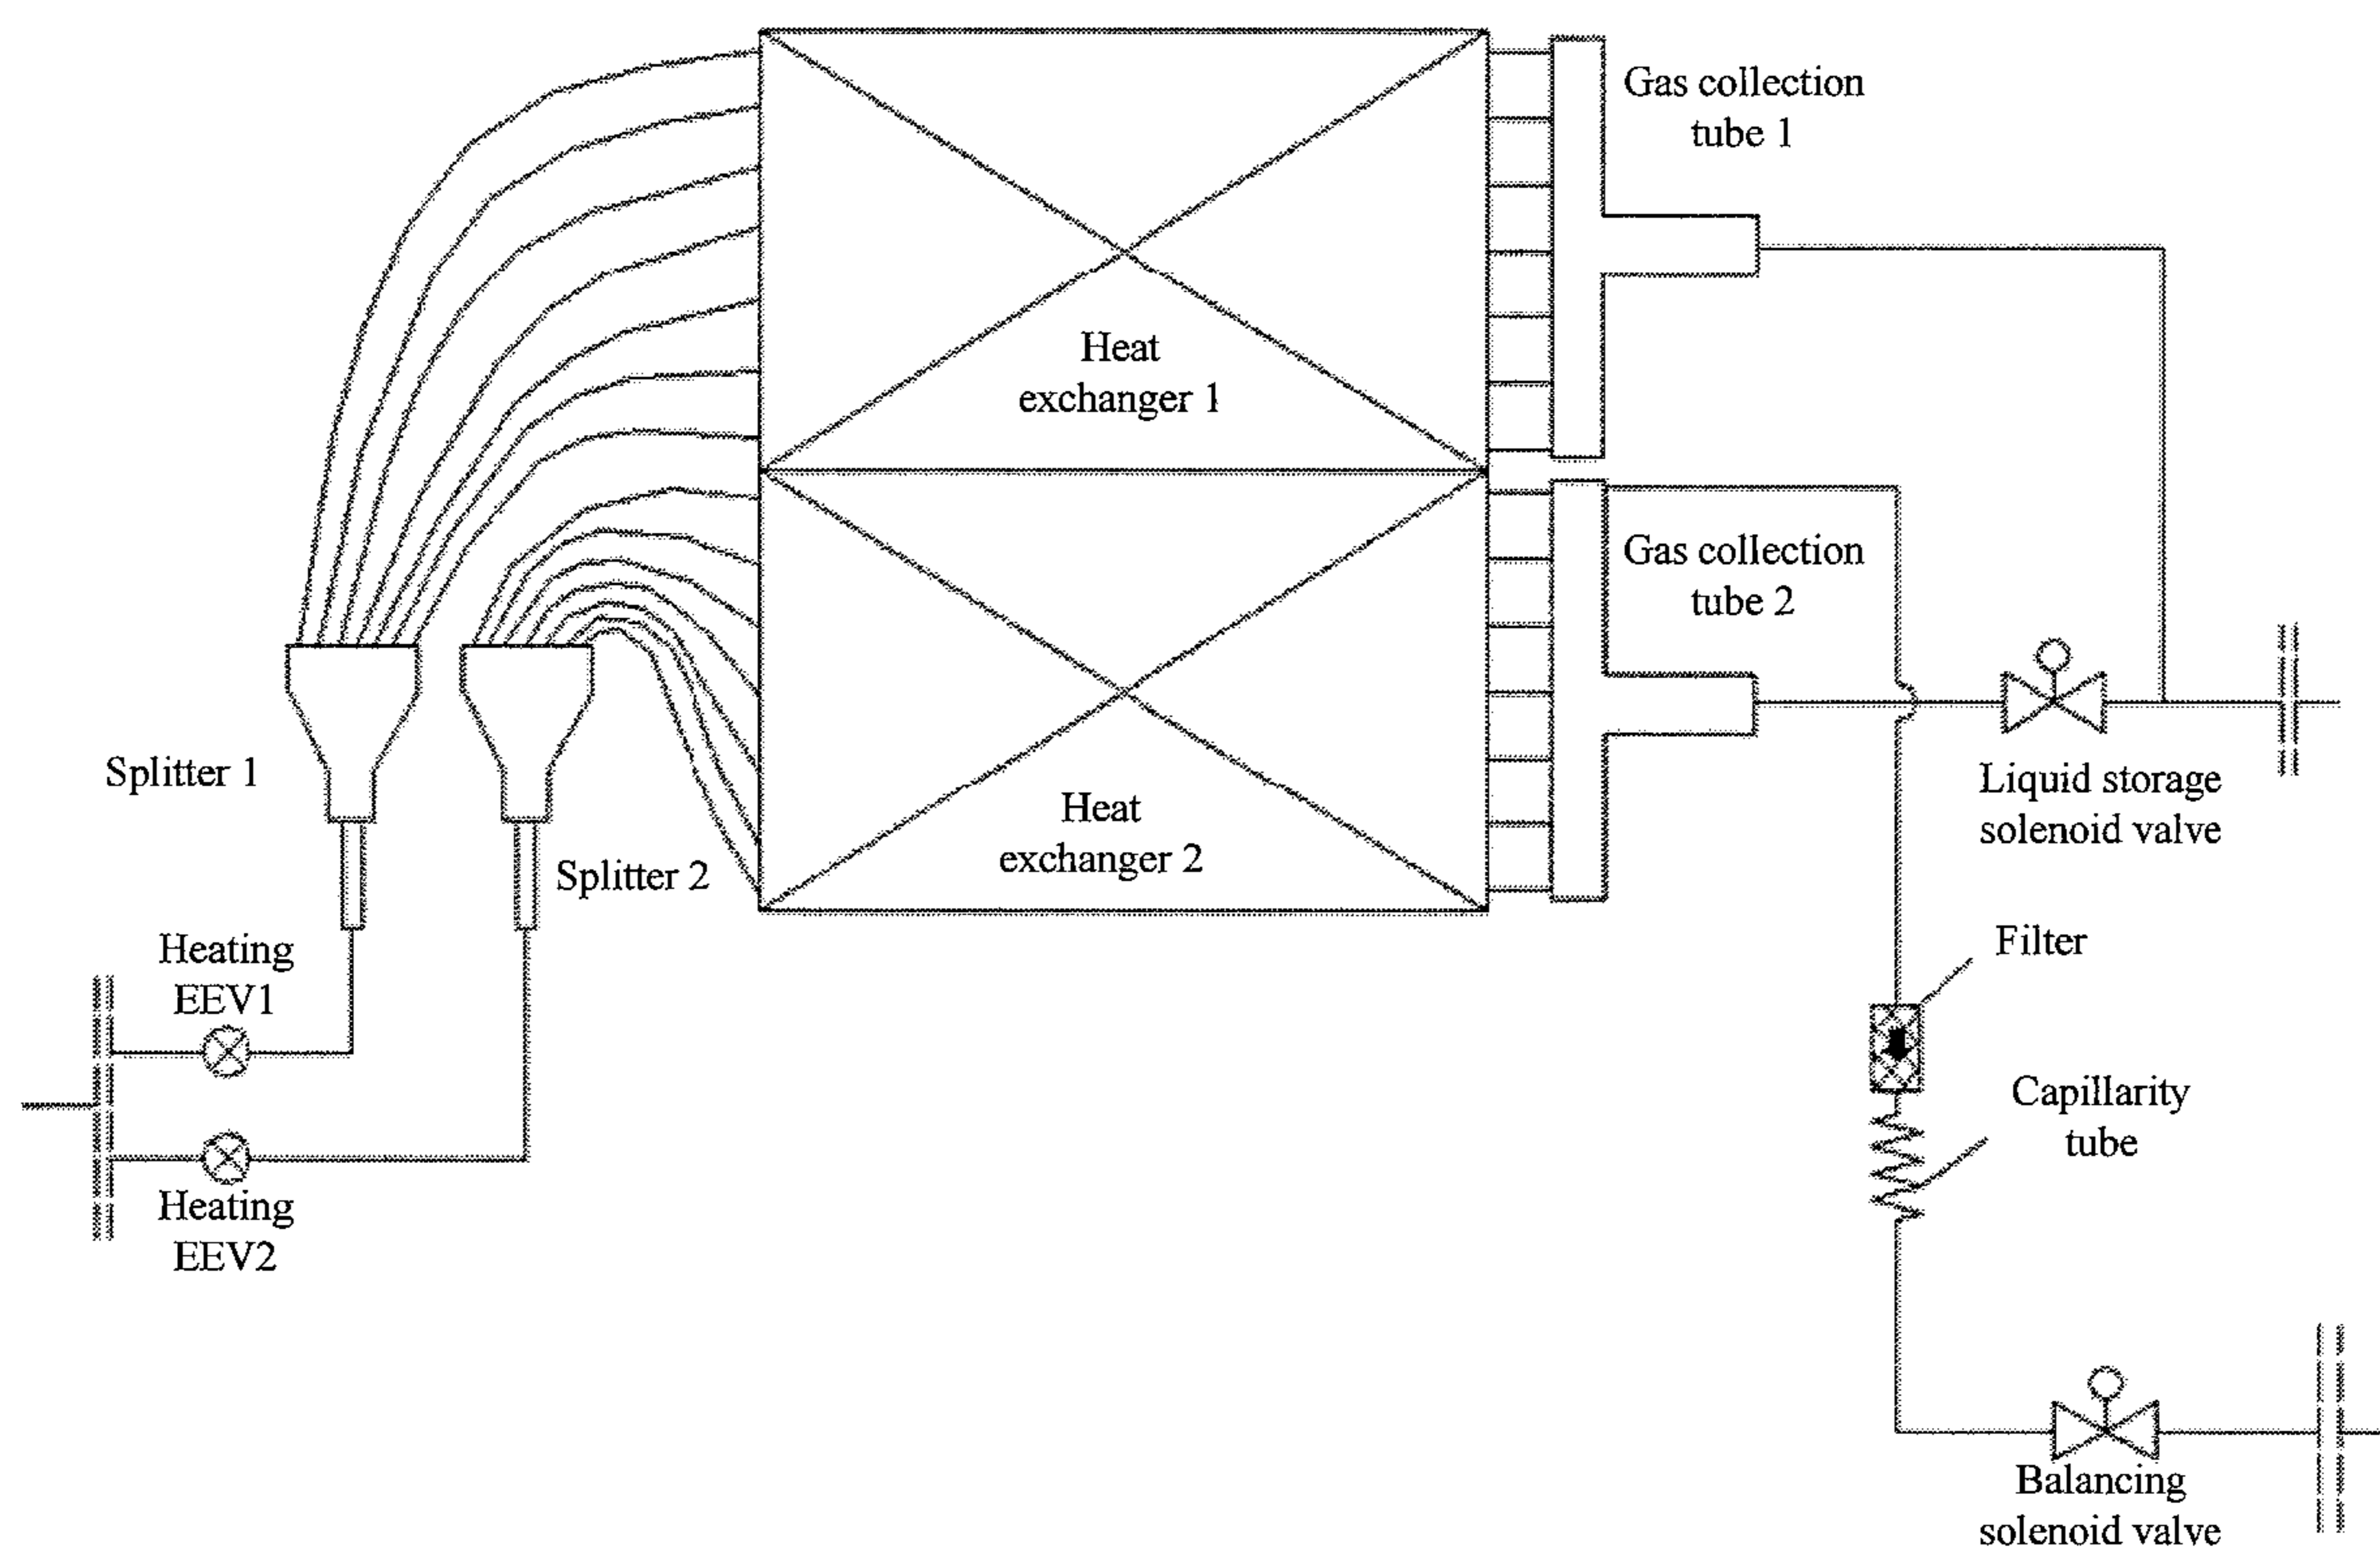 Gas collection
tube 1
Heat
exchanger 1
Gas collection
tube 2
Splitter 1
Liquid storage
solenoid valve
Heat
exchanger 2
Splitter 2
Heating
EEV1
Filter
Capillarity
tube
Heating
EEV2
Balancing
solenoid valve